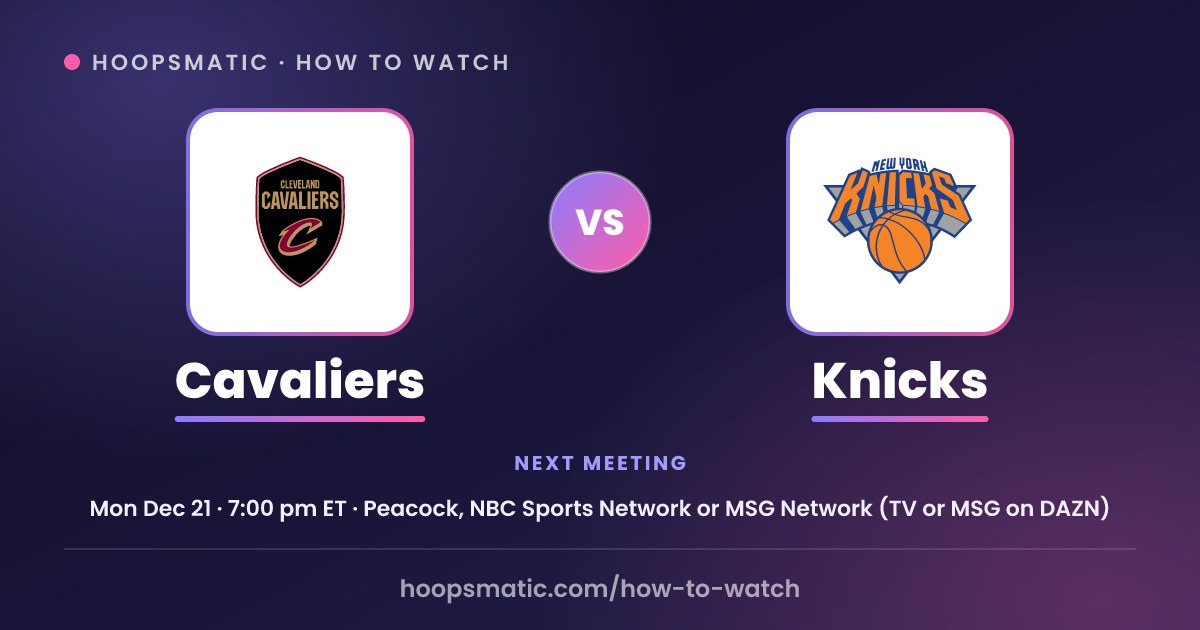 HOOPSMATIC · HOW TO WATCH
CLEVELAND
CAVALIERS
C
VS
NEW YORK
KNICKS
Cavaliers
Knicks
NEXT MEETING
Mon Dec 21 · 7:00 pm ET · Peacock, NBC Sports Network or MSG Network (TV or MSG on DAZN)
hoopsmatic.com/how-to-watch